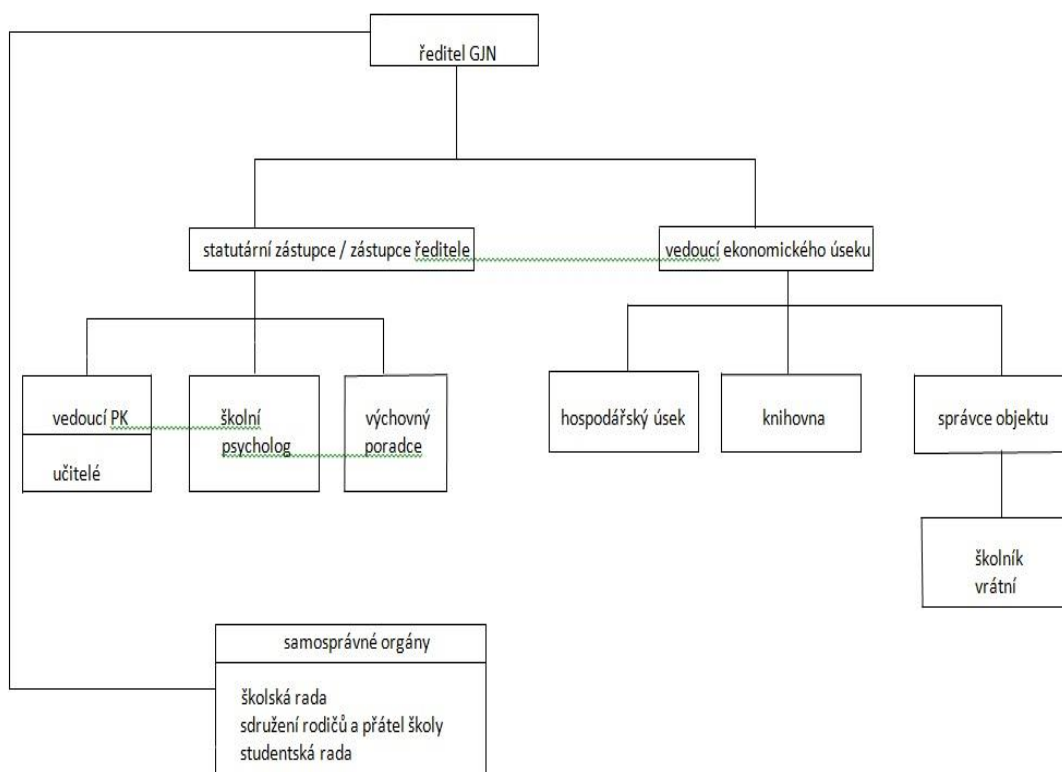 ředitel GJN
statutární zástupce / zástupce ředitele
vedoucí ekonomického úseku
vedoucí PK
učitelé
školní
psycholog
výchovný
poradce
hospodářský úsek
knihovna
správce objektu
školník
vrátní
samosprávné orgány
školská rada
sdružení rodičů a přátel školy
studentská rada